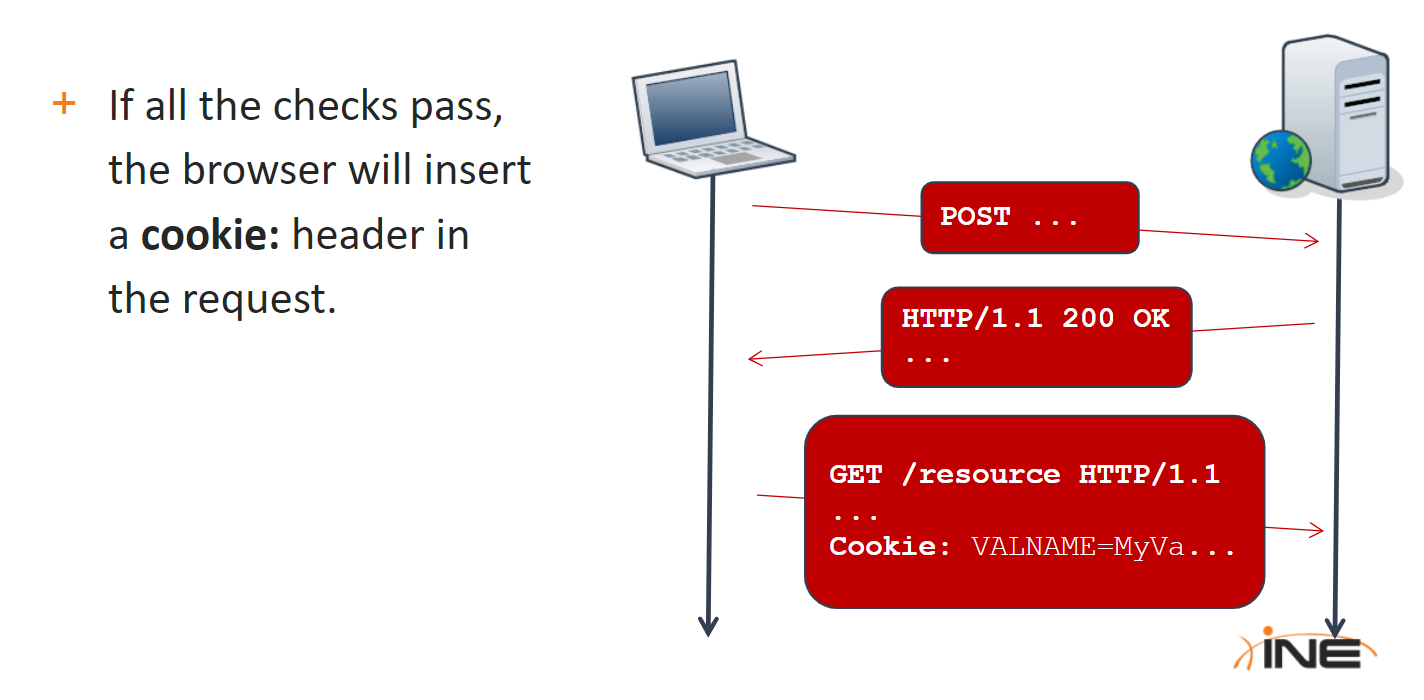 + If all the checks pass,
the browser will insert
a cookie: header in
the request.
POST ...
HTTP/1.1 200 OK
...
GET /resource HTTP/1.1
...
Cookie: VALNAME=MyVa...
iNE